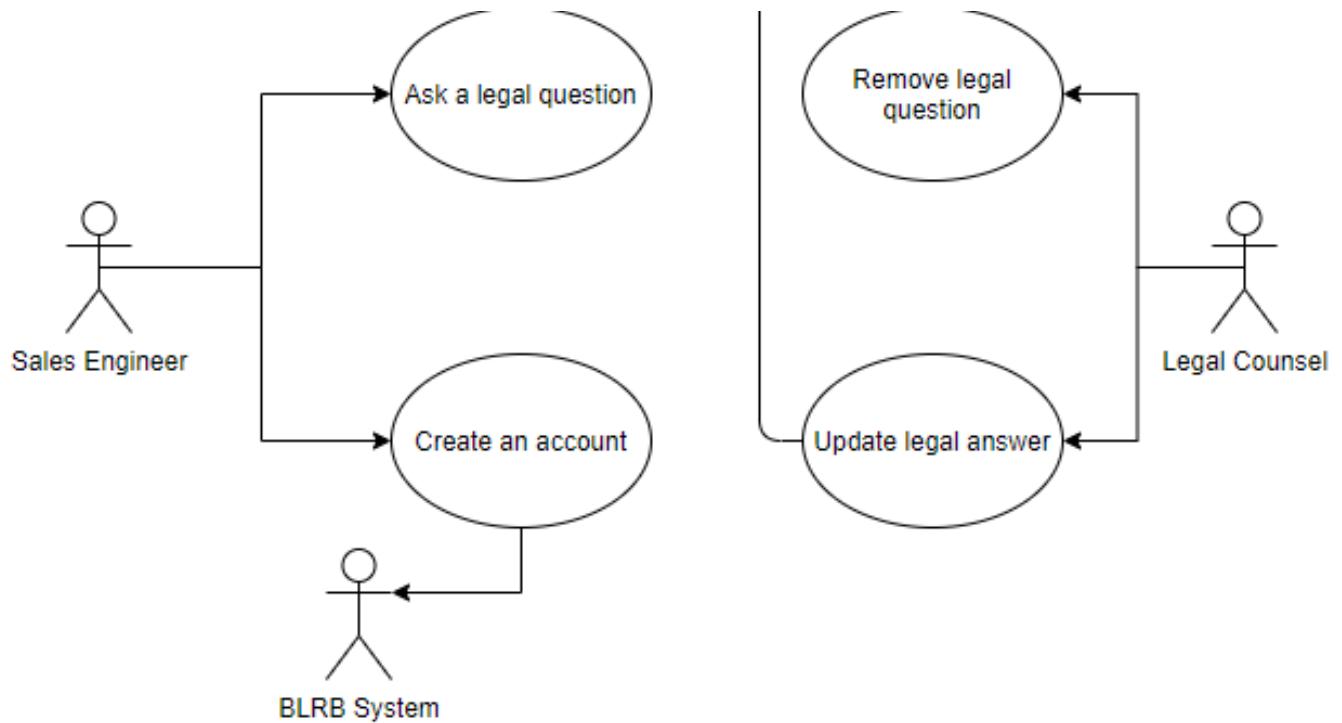 Ask a legal question
Remove legal
question
Sales Engineer
Legal Counsel
Create an account
Update legal answer
BLRB System